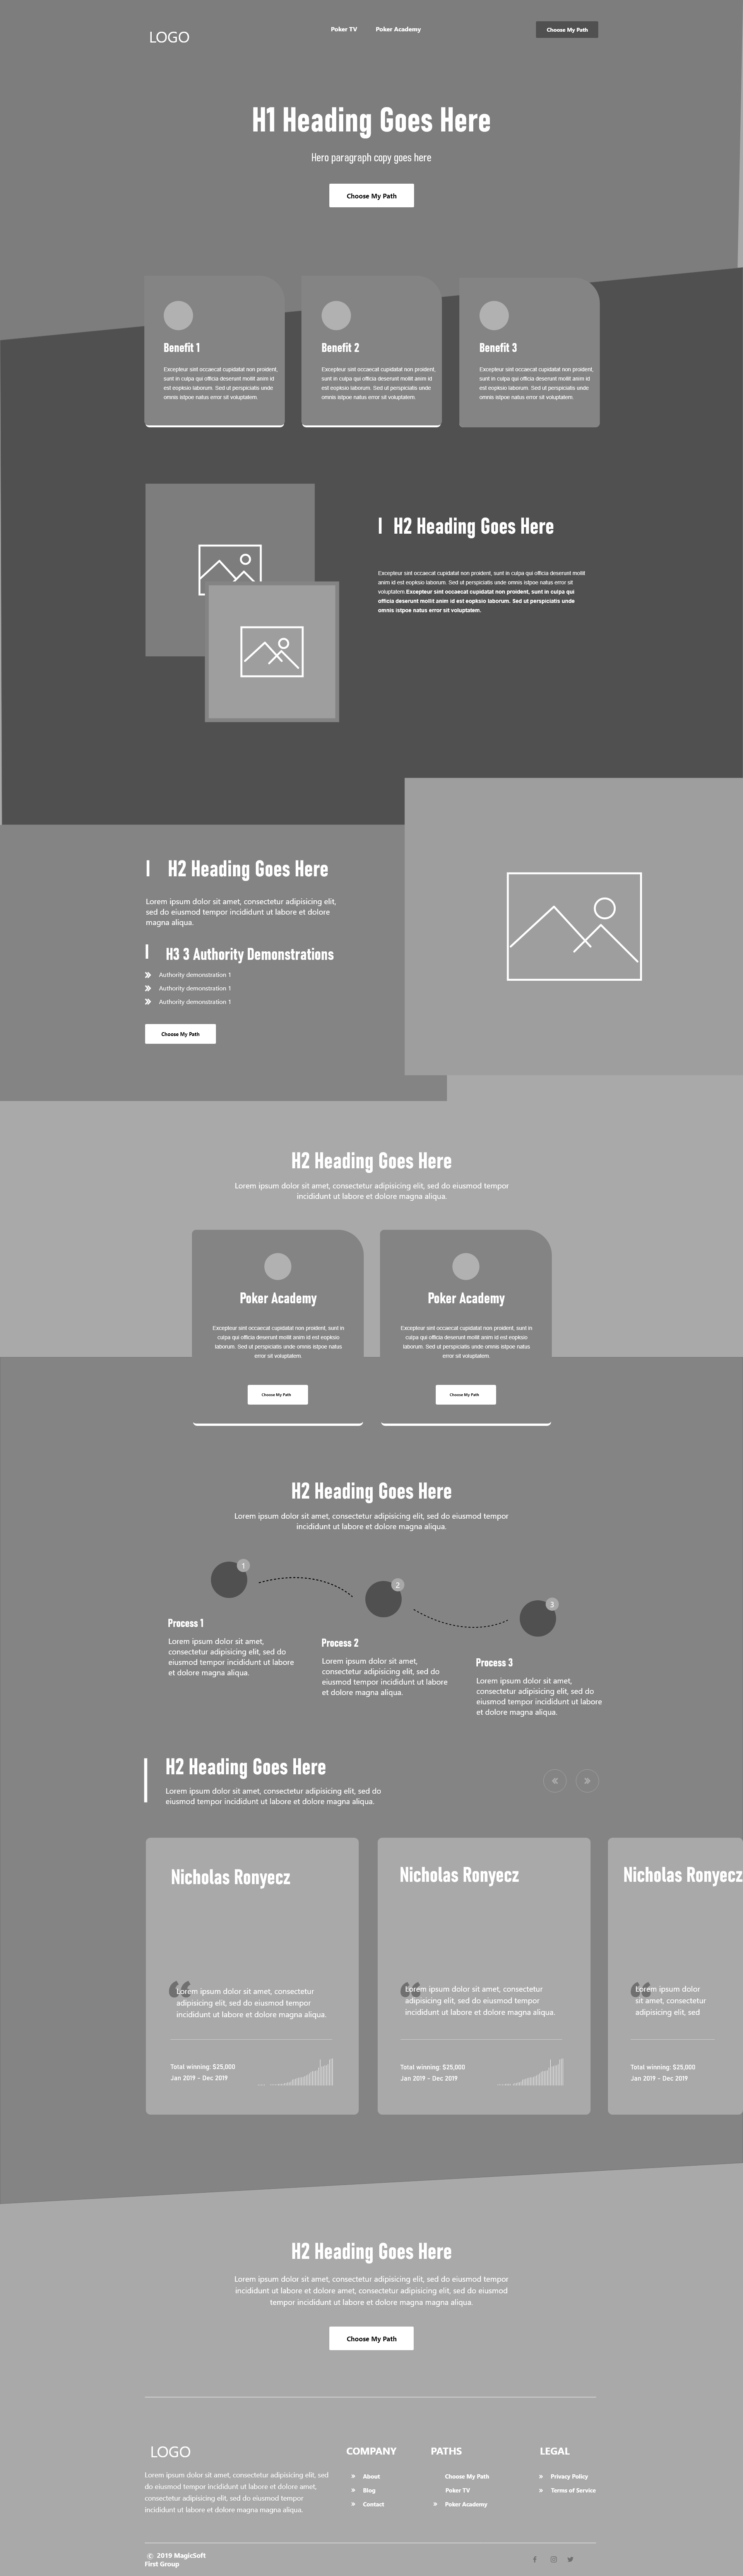 LOGO
Poker TV
Poker Academy
Choose My Path
H1 Heading Goes Here
Hero paragraph copy goes here
Choose My Path
Benefit 1
Excepteur sint occaecat cupidatat non proident,
sunt in culpa qui officia deserunt mollit anim id
est eopksio laborum. Sed ut perspiciatis unde
omnis istpoe natus error sit voluptatem.
Benefit 2
Excepteur sint occaecat cupidatat non proident,
sunt in culpa qui officia deserunt mollit anim id
est eopksio laborum. Sed ut perspiciatis unde
omnis istpoe natus error sit voluptatem.
Benefit 3
Excepteur sint occaecat cupidatat non proident,
sunt in culpa qui officia deserunt mollit anim id
est eopksio laborum. Sed ut perspiciatis unde
omnis istpoe natus error sit voluptatem.
H2 Heading Goes Here
Excepteur sint occaecat cupidatat non proident, sunt in culpa qui officia deserunt mollit
anim id est eopksio laborum. Sed ut perspiciatis unde omnis istpoe natus error sit
voluptatem.Excepteur sint occaecat cupidatat non proident, sunt in culpa qui
officia deserunt mollit anim id est eopksio laborum. Sed ut perspiciatis unde
omnis istpoe natus error sit voluptatem.
H2 Heading Goes Here
Lorem ipsum dolor sit amet, consectetur adipisicing elit,
sed do eiusmod tempor incididunt ut labore et dolore
magna aliqua.
H3 3 Authority Demonstrations
Authority demonstration 1
Authority demonstration 1
Authority demonstration 1
Choose My Path
H2 Heading Goes Here
Lorem ipsum dolor sit amet, consectetur adipisicing elit, sed do eiusmod tempor
incididunt ut labore et dolore magna aliqua.
Poker Academy
Excepteur sint occaecat cupidatat non proident, sunt in
culpa qui officia deserunt mollit anim id est eopksio
laborum. Sed ut perspiciatis unde omnis istpoe natus
error sit voluptatem.
Choose My Path
Poker Academy
Excepteur sint occaecat cupidatat non proident, sunt in
culpa qui officia deserunt mollit anim id est eopksio
laborum. Sed ut perspiciatis unde omnis istpoe natus
error sit voluptatem.
Choose My Path
H2 Heading Goes Here
Lorem ipsum dolor sit amet, consectetur adipisicing elit, sed do eiusmod tempor
incididunt ut labore et dolore magna aliqua.
1
Process 1
Lorem ipsum dolor sit amet,
consectetur adipisicing elit, sed do
eiusmod tempor incididunt ut labore
et dolore magna aliqua.
2
Process 2
Lorem ipsum dolor sit amet,
consectetur adipisicing elit, sed do
eiusmod tempor incididunt ut labore
et dolore magna aliqua.
3
Process 3
Lorem ipsum dolor sit amet,
consectetur adipisicing elit, sed do
eiusmod tempor incididunt ut labore
et dolore magna aliqua.
H2 Heading Goes Here
Lorem ipsum dolor sit amet, consectetur adipisicing elit, sed do
eiusmod tempor incididunt ut labore et dolore magna aliqua.
Nicholas Ronyecz
“
Lorem ipsum dolor sit amet, consectetur
adipisicing elit, sed do eiusmod tempor
incididunt ut labore et dolore magna aliqua.
Total winning: $25,000
Jan 2019 - Dec 2019
Nicholas Ronyecz
“
Lorem ipsum dolor sit amet, consectetur
adipisicing elit, sed do eiusmod tempor
incididunt ut labore et dolore magna aliqua.
Total winning: $25,000
Jan 2019 - Dec 2019
Nicholas Ronyecz
“
Lorem ipsum dolor
sit amet, consectetur
adipisicing elit, sed
Total winning: $25,000
Jan 2019 - Dec 2019
H2 Heading Goes Here
Lorem ipsum dolor sit amet, consectetur adipisicing elit, sed do eiusmod tempor
incididunt ut labore et dolore amet, consectetur adipisicing elit, sed do eiusmod
tempor incididunt ut labore et dolore magna magna aliqua.
Choose My Path
LOGO
Lorem ipsum dolor sit amet, consectetur adipisicing elit, sed
do eiusmod tempor incididunt ut labore et dolore amet,
consectetur adipisicing elit, sed do eiusmod tempor
incididunt ut labore et dolore magna magna aliqua.
COMPANY
About
Blog
Contact
PATHS
Choose My Path
Poker TV
Poker Academy
LEGAL
Privacy Policy
Terms of Service
© 2019 MagicSoft
First Group